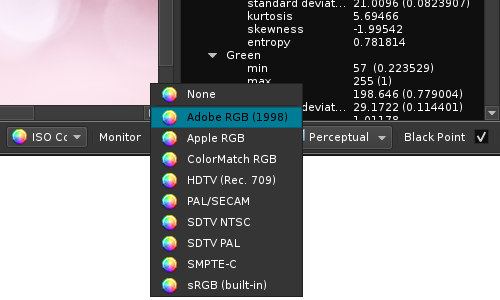 standard deviat... 21.0096 (0.0823907)
kurtosis 5.69466
skewness -1.99542
entropy 0.781814
Green
min 57 (0.223529)
max 255 (1)
198.646 (0.779004)
deviat... 29.1722 (0.114401)
1.01178
None
Adobe RGB (1998)
Apple RGB
ColorMatch RGB
HDTV (Rec. 709)
PAL/SECAM
SDTV NTSC
SDTV PAL
SMPTE-C
sRGB (built-in)
ISO Cc Monitor Perceptual Black Point